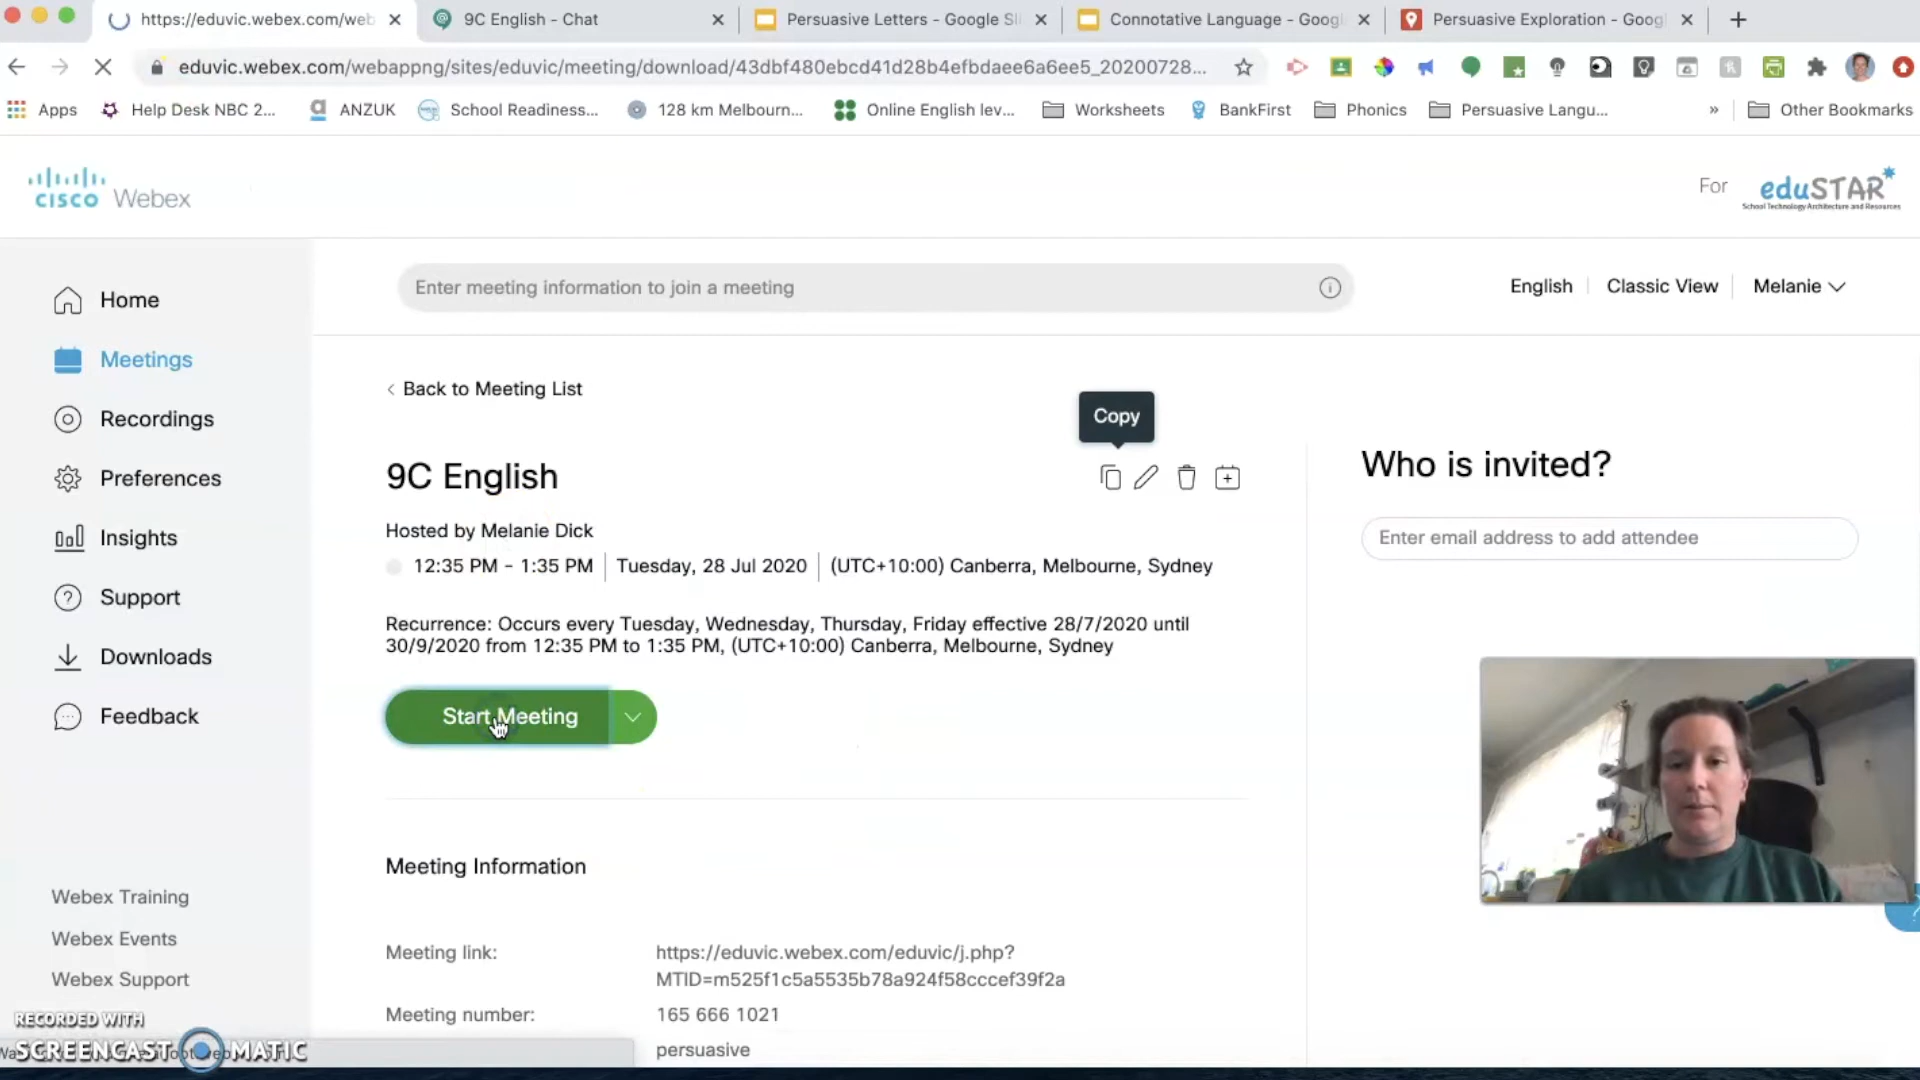 https://eduvic.webex.com/web
9C English - Chat
Persuasive Letters - Google Sli
Connotative Language - Googl
Persuasive Exploration - Goog
eduvic.webex.com/webappng/sites/eduvic/meeting/download/43dbf480ebcd41d28b4efbdaee6a6ee5_20200728...
Apps
Help Desk NBC 2...
ANZUK
School Readiness...
128 km Melbourn...
Online English lev...
Worksheets
BankFirst
Phonics
Persuasive Langu...
»
Other Bookmarks
CISCO Webex
For
eduSTAR*
School Technology Architecture and Resources
Home
Meetings
Recordings
Preferences
Insights
Support
Downloads
Feedback
Webex Training
Webex Events
Webex Support
Enter meeting information to join a meeting
English
Classic View
Melanie
Back to Meeting List
Copy
9C English
Hosted by Melanie Dick
12:35 PM - 1:35 PM | Tuesday, 28 Jul 2020 | (UTC+10:00) Canberra, Melbourne, Sydney
Recurrence: Occurs every Tuesday, Wednesday, Thursday, Friday effective 28/7/2020 until
30/9/2020 from 12:35 PM to 1:35 PM, (UTC+10:00) Canberra, Melbourne, Sydney
Start Meeting
Meeting Information
Meeting link:
https://eduvic.webex.com/eduvic/j.php?
MTID=m525f1c5a5535b78a924f58cccef39f2a
Meeting number:
165 666 1021
persuasive
Who is invited?
Enter email address to add attendee
RECORDED WITH
SCREENCAST MATIC